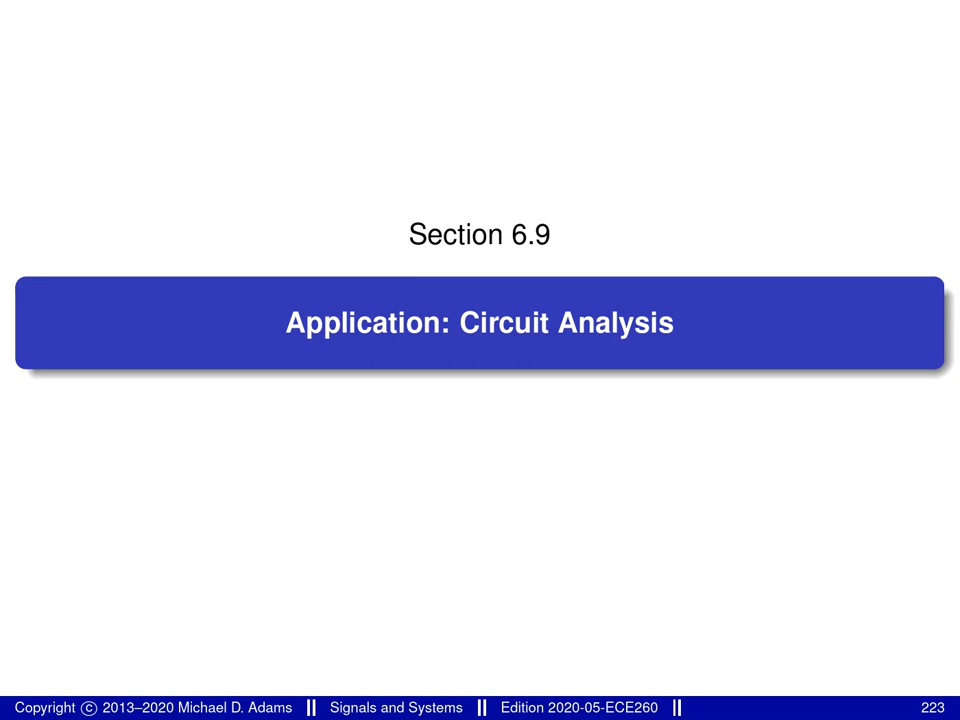 Section 6.9
Application: Circuit Analysis
Copyright © 2013–2020 Michael D. Adams Signals and Systems Edition 2020-05-ECE260 223